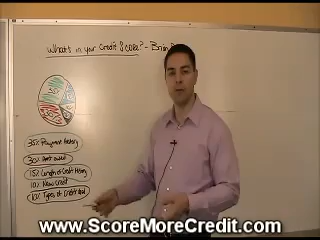 What's in your Credit Score? - Brian
35% Payment History
30% Amt owed
15% Length of Credit History
10% New Credit
10% Types of Credit Used
www.ScoreMoreCredit.com